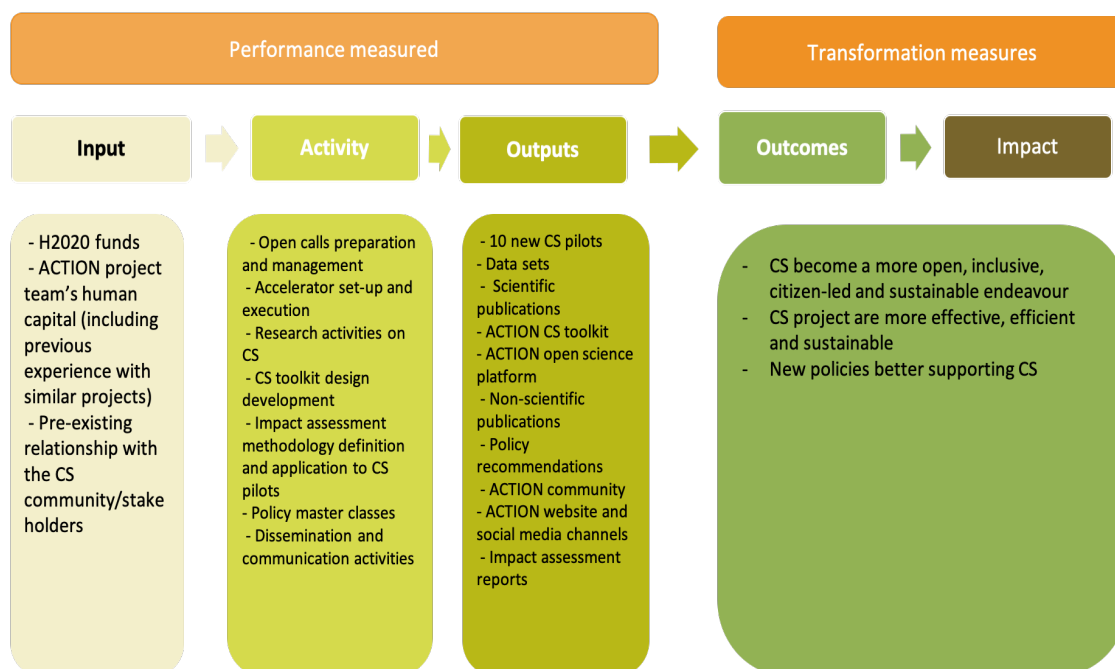 Performance measured
Transformation measures
Input
Activity
Outputs
Outcomes
Impact
- H2020 funds
- ACTION project
team's human
capital (including
previous
experience with
similar projects)
- Pre-existing
relationship with
the CS
community/stake
holders
- Open calls preparation
and management
- Accelerator set-up and
execution
- Research activities on
CS
- CS toolkit design
development
- Impact assessment
methodology definition
and application to CS
pilots
- Policy master classes
- Dissemination and
communication activities
- 10 new CS pilots
- Data sets
- Scientific
publications
- ACTION CS toolkit
- ACTION open science
platform
- Non-scientific
publications
- Policy
recommendations
- ACTION community
- ACTION website and
social media channels
- Impact assessment
reports
- CS become a more open, inclusive,
citizen-led and sustainable endeavour
- CS project are more effective, efficient
and sustainable
- New policies better supporting CS